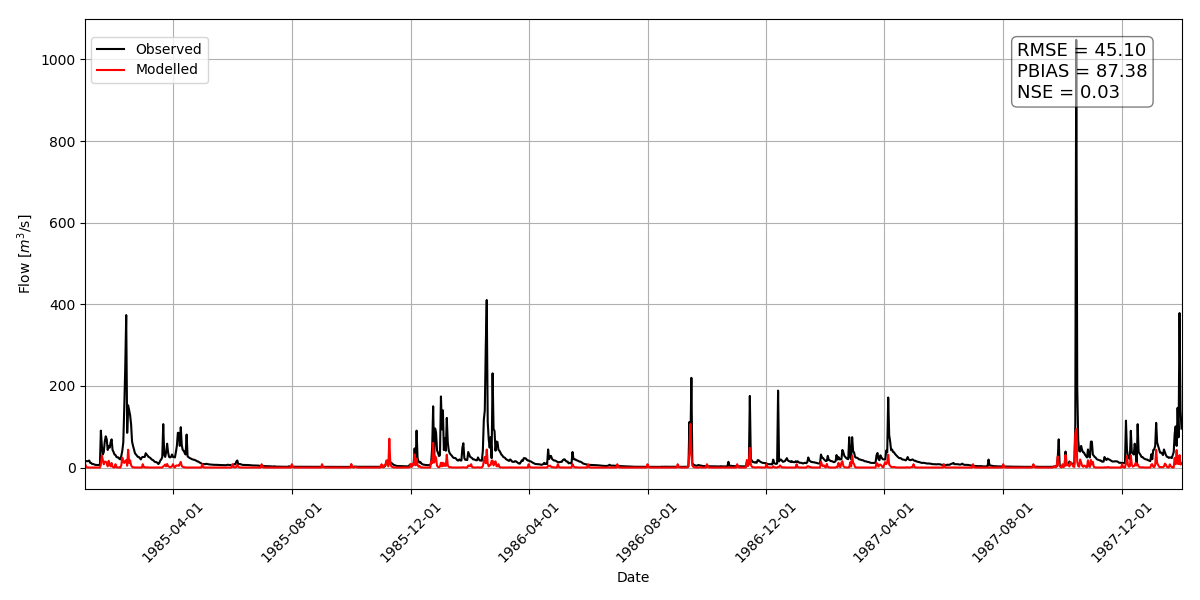 Observed
Modelled
RMSE = 45.10
PBIAS = 87.38
NSE = 0.03
1000
800
600
400
200
0
Flow [m³/s]
1985-04-01
1985-08-01
1985-12-01
1986-04-01
1986-08-01
1986-12-01
1987-04-01
1987-08-01
1987-12-01
Date